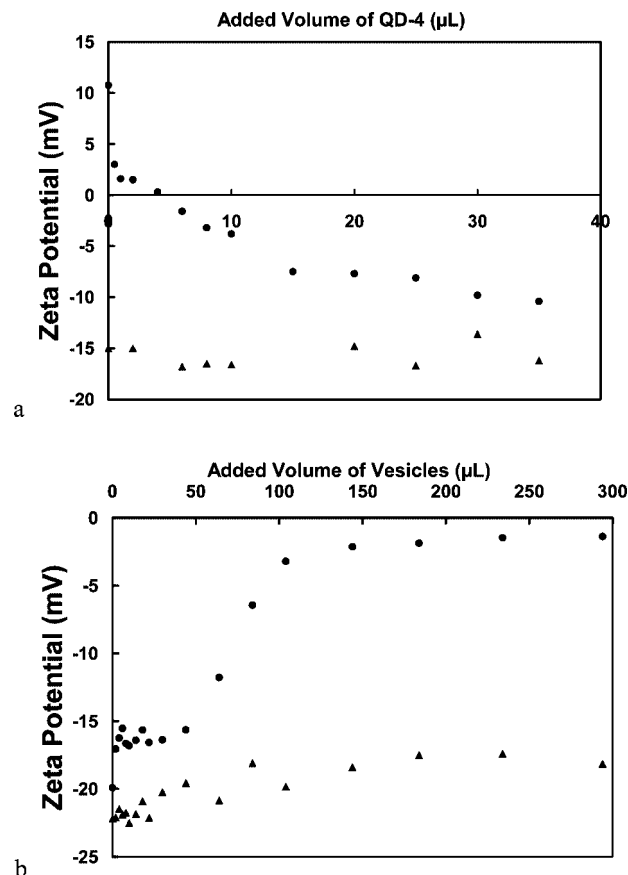 Added Volume of QD-4 (µL)
Zeta Potential (mV)
15
10
5
0
-5
-10
-15
-20
0 10 20 30 40
a
Added Volume of Vesicles (µL)
0 50 100 150 200 250 300
Zeta Potential (mV)
0
-5
-10
-15
-20
-25
b